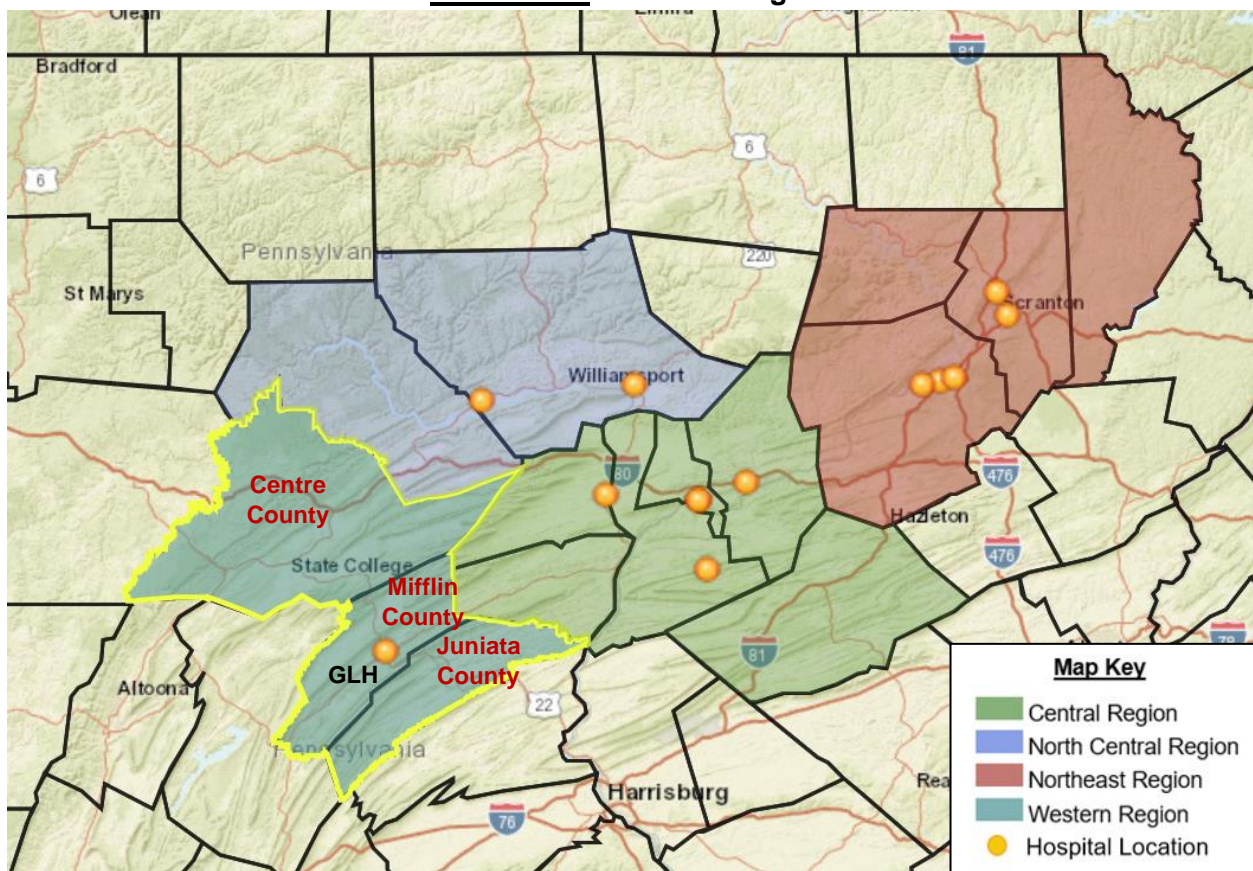 Bradford
81
6
6
Pennsylvania
220
St Marys
Scranton
Williamsport
80
476
Centre
County
Hazleton
476
State College
Mifflin
County
Juniata
County
78
81
GLH
Altoona
22
Pennsylvania
Harrisburg
76
Map Key
Central Region
North Central Region
Northeast Region
Western Region
Hospital Location